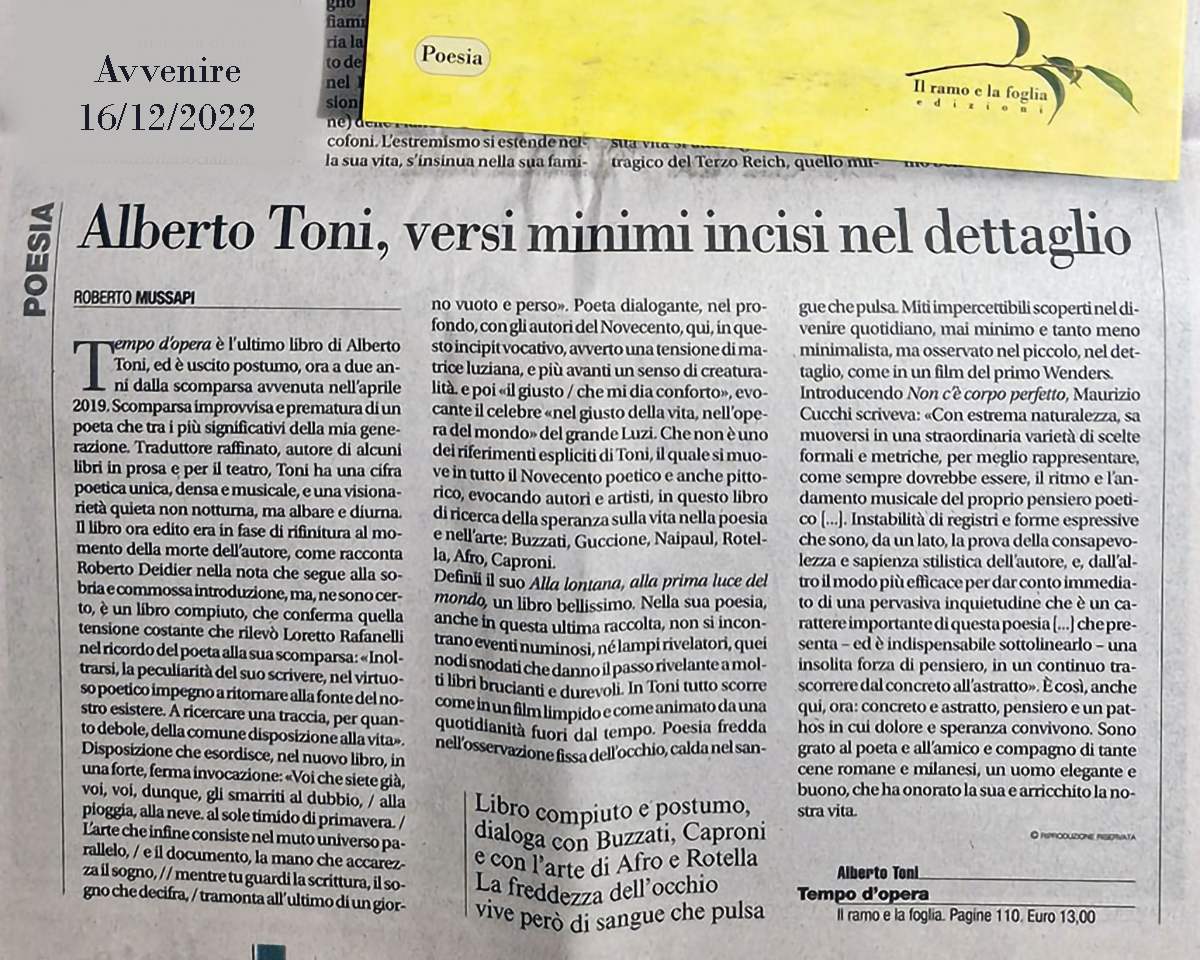 Avvenire
16/12/2022
Poesia
Il ramo e la foglia
edizioni
fiami
ria la
to de
nel
sion
cofoni. L'estremismo si estende nel-
la sua vita, s'insinua nella sua fami-
tragico del Terzo Reich, quello
POESIA
Alberto Toni, versi minimi incisi nel dettaglio
ROBERTO MUSSAPI
Tempo d'opera è l'ultimo libro di Alberto
Toni, ed è uscito postumo, ora a due an-
ni dalla scomparsa avvenuta nell'aprile
2019. Scomparsa improvvisa e prematura di un
poeta che tra i più significativi della mia gene-
razione. Traduttore raffinato, autore di alcuni
libri in prosa e per il teatro, Toni ha una cifra
poetica unica, densa e musicale, e una visiona-
rietà quieta non notturna, ma albare e diurna.
Il libro ora edito era in fase di rifinitura al mo-
mento della morte dell'autore, come racconta
Roberto Deidier nella nota che segue alla so-
bria e commossa introduzione, ma, ne sono cer-
to, è un libro compiuto, che conferma quella
tensione costante che rilevò Loretto Rafanelli
nel ricordo del poeta alla sua scomparsa: «Inol-
trarsi, la peculiarità del suo scrivere, nel virtuo-
so poetico impegno a ritornare alla fonte del no-
stro esistere. A ricercare una traccia, per quan-
to debole, della comune disposizione alla vita».
Disposizione che esordisce, nel nuovo libro, in
una forte, ferma invocazione: «Voi che siete già,
voi, voi, dunque, gli smarriti al dubbio, / alla
pioggia, alla neve. al sole timido di primavera. /
L'arte che infine consiste nel muto universo pa-
rallelo, / e il documento, la mano che accarez-
za il sogno, // mentre tu guardi la scrittura, il so-
gno che decifra, / tramonta all'ultimo di un gior-
no vuoto e perso». Poeta dialogante, nel pro-
fondo, con gli autori del Novecento, qui, in que-
sto incipit vocativo, avverto una tensione di ma-
trice luziana, e più avanti un senso di creatura-
lità. e poi «il giusto / che mi dia conforto», evo-
cante il celebre «nel giusto della vita, nell'ope-
ra del mondo» del grande Luzi. Che non è uno
dei riferimenti espliciti di Toni, il quale si muo-
ve in tutto il Novecento poetico e anche pitto-
rico, evocando autori e artisti, in questo libro
di ricerca della speranza sulla vita nella poesia
e nell'arte: Buzzati, Guccione, Naipaul, Rotel-
la, Afro, Caproni.
Definii il suo Alla lontana, alla prima luce del
mondo, un libro bellissimo. Nella sua poesia,
anche in questa ultima raccolta, non si incon-
trano eventi numinosi, né lampi rivelatori, quei
nodi snodati che danno il passo rivelante a mol-
ti libri brucianti e durevoli. In Toni tutto scorre
come in un film limpido e come animato da una
quotidianità fuori dal tempo. Poesia fredda
nell'osservazione fissa dell'occhio, calda nel san-
Libro compiuto e postumo,
dialoga con Buzzati, Caproni
e con l'arte di Afro e Rotella
La freddezza dell'occhio
vive però di sangue che pulsa
gue che pulsa. Miti impercettibili scoperti nel di-
venire quotidiano, mai minimo e tanto meno
minimalista, ma osservato nel piccolo, nel det-
taglio, come in un film del primo Wenders.
Introducendo Non c'è corpo perfetto, Maurizio
Cucchi scriveva: «Con estrema naturalezza, sa
muoversi in una straordinaria varietà di scelte
formali e metriche, per meglio rappresentare,
come sempre dovrebbe essere, il ritmo e l'an-
damento musicale del proprio pensiero poeti-
co [...]. Instabilità di registri e forme espressive
che sono, da un lato, la prova della consapevo-
lezza e sapienza stilistica dell'autore, e, dall'al-
tro il modo più efficace per dar conto immedia-
to di una pervasiva inquietudine che è un ca-
rattere importante di questa poesia [...] che pre-
senta – ed è indispensabile sottolinearlo – una
insolita forza di pensiero, in un continuo tra-
scorrere dal concreto all'astratto». È così, anche
qui, ora: concreto e astratto, pensiero e un pat-
hos in cui dolore e speranza convivono. Sono
grato al poeta e all'amico e compagno di tante
cene romane e milanesi, un uomo elegante e
buono, che ha onorato la sua e arricchito la no-
stra vita.
© RIPRODUZIONE RISERVATA
Alberto Toni
Tempo d'opera
Il ramo e la foglia. Pagine 110. Euro 13,00